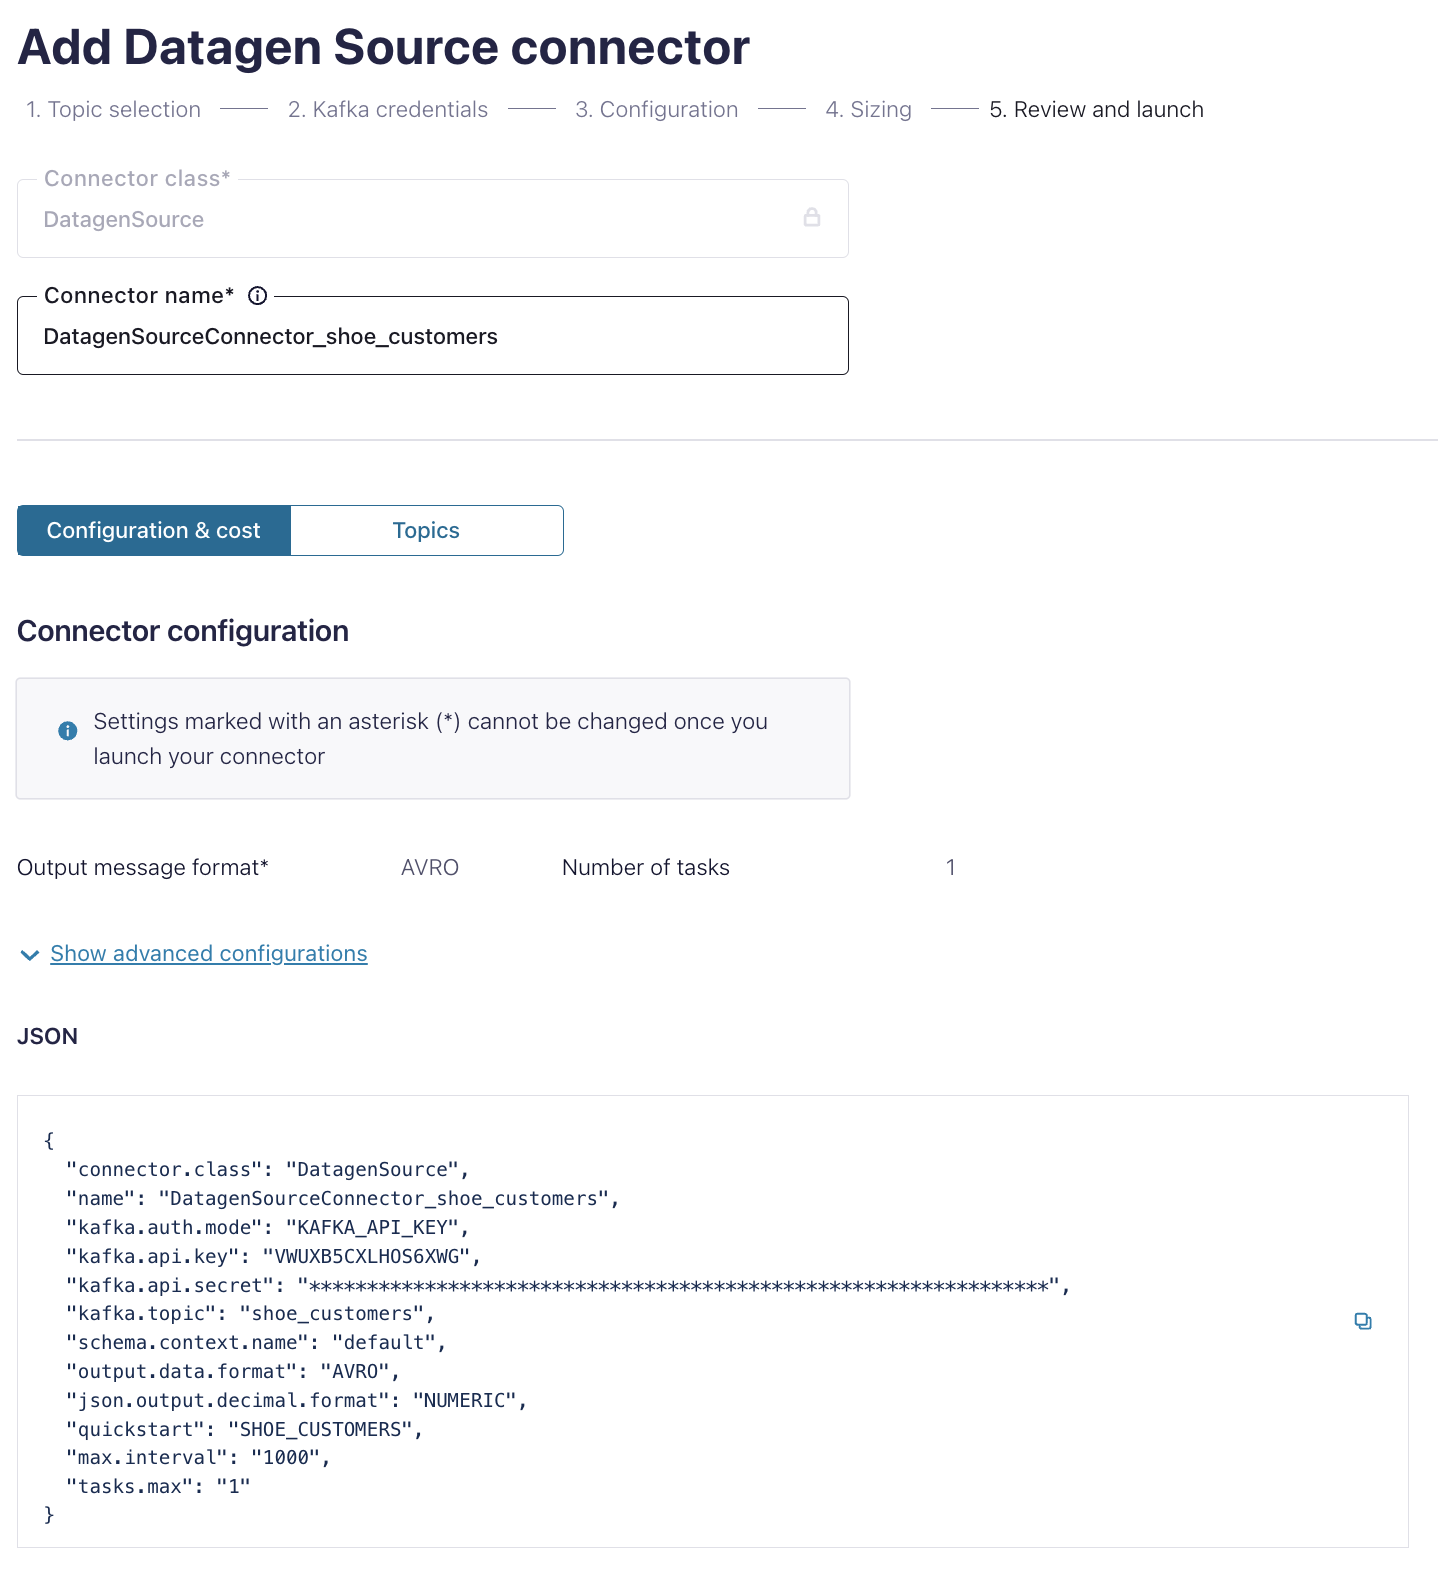 Add Datagen Source connector
1. Topic selection 2. Kafka credentials 3. Configuration 4. Sizing 5. Review and launch
Connector class*
DatagenSource
Connector name*
DatagenSourceConnector_shoe_customers
Configuration & cost Topics
Connector configuration
Settings marked with an asterisk (*) cannot be changed once you
launch your connector
Output message format* AVRO Number of tasks 1
Show advanced configurations
JSON
{
"connector.class": "DatagenSource",
"name": "DatagenSourceConnector_shoe_customers",
"kafka.auth.mode": "KAFKA_API_KEY",
"kafka.api.key": "VWUXB5CXLHOS6XWG",
"kafka.api.secret": "****************************************************************",
"kafka.topic": "shoe_customers",
"schema.context.name": "default",
"output.data.format": "AVRO",
"json.output.decimal.format": "NUMERIC",
"quickstart": "SHOE_CUSTOMERS",
"max.interval": "1000",
"tasks.max": "1"
}